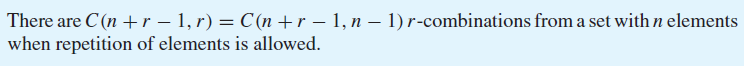 There are C(n + r − 1, r) = C(n + r − 1, n − 1) r-combinations from a set with n elements
when repetition of elements is allowed.